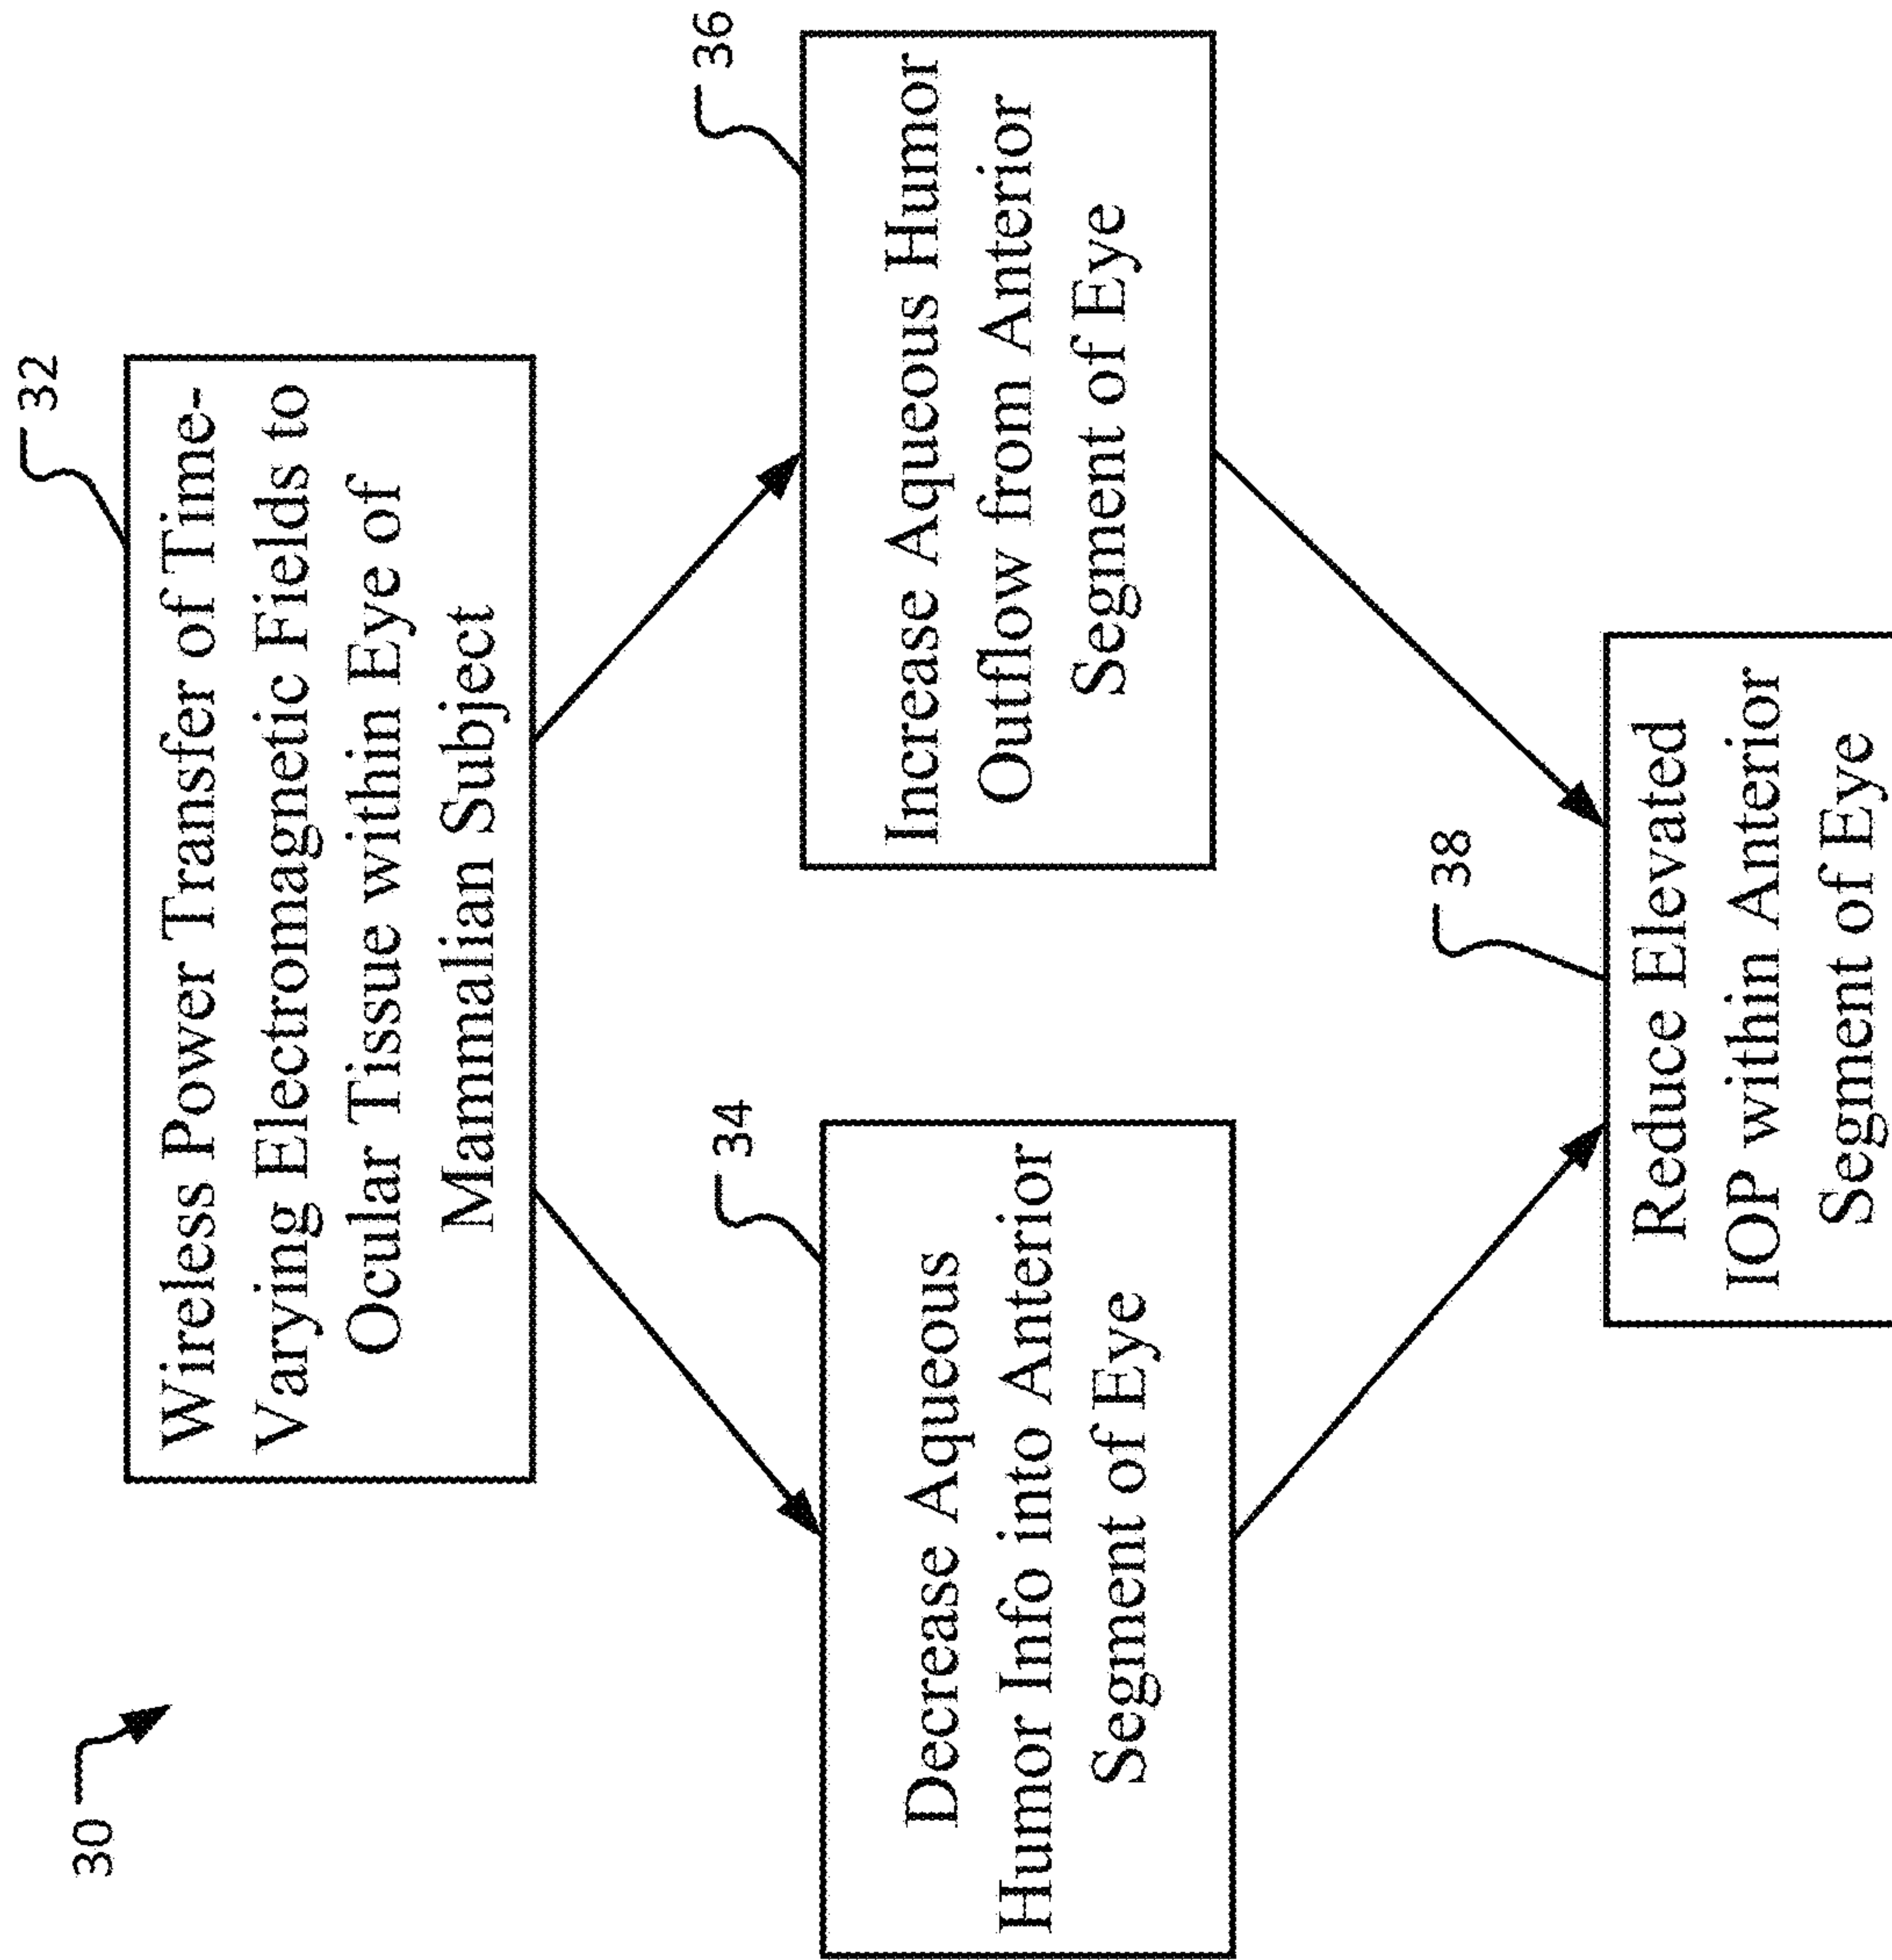 30
32
Wireless Power Transfer of Time-
Varying Electromagnetic Fields to
Ocular Tissue within Eye of
Mammalian Subject
34
Decrease Aqueous
Humor Info into Anterior
Segment of Eye
36
Increase Aqueous Humor
Outflow from Anterior
Segment of Eye
38
Reduce Elevated
IOP within Anterior
Segment of Eye